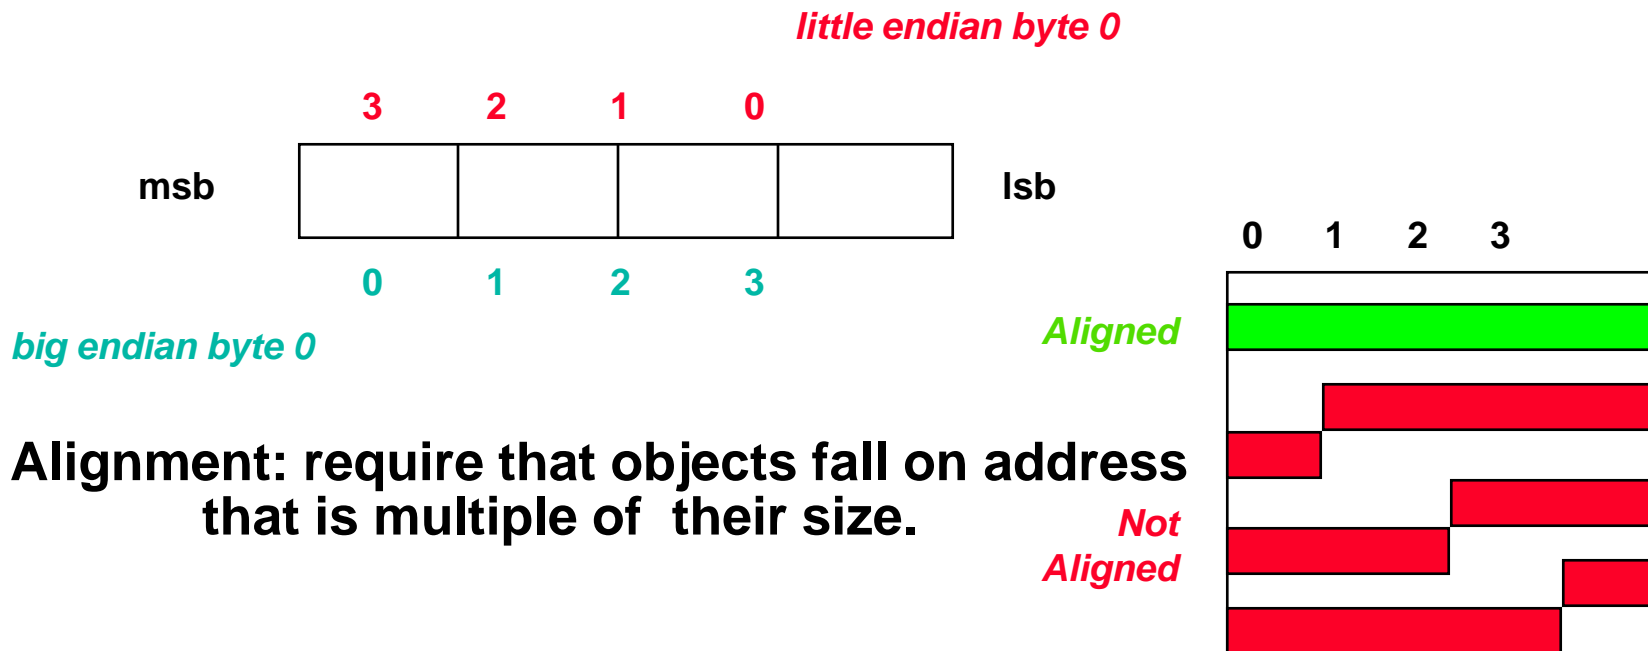 little endian byte 0
3 2 1 0
msb lsb
0 1 2 3
big endian byte 0
Alignment: require that objects fall on address
that is multiple of their size.
0 1 2 3
Aligned
Not
Aligned